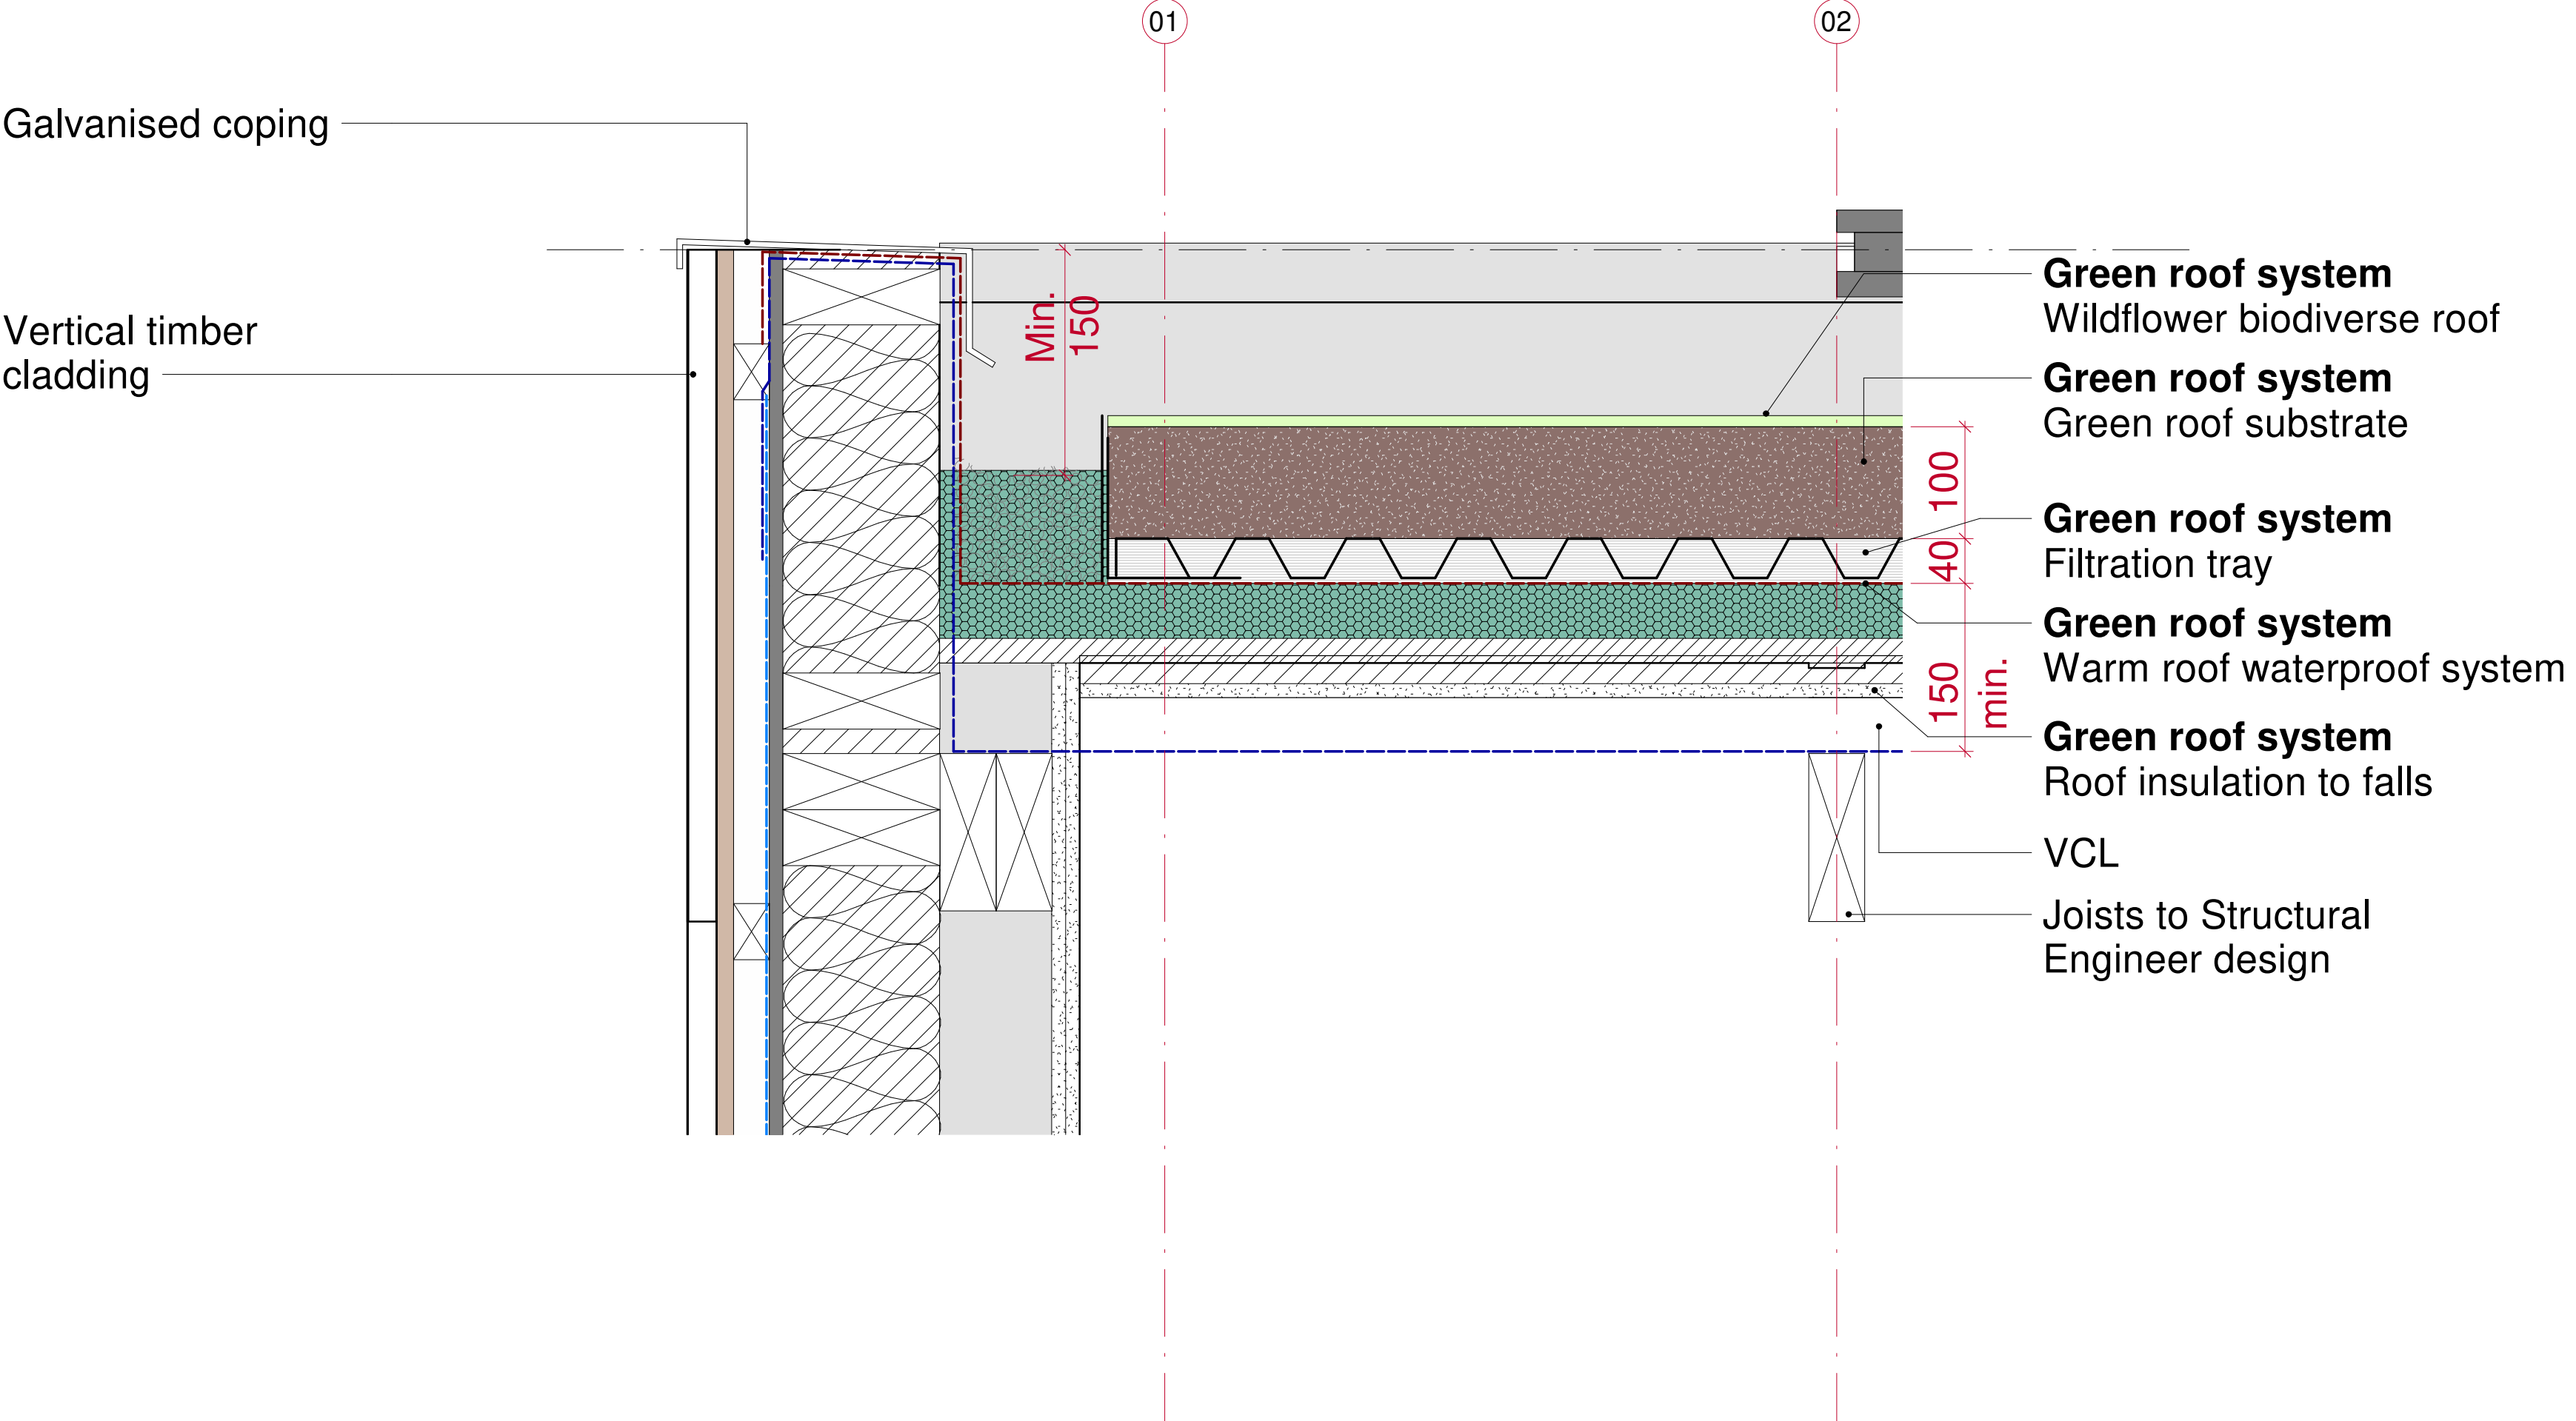 01
02
Galvanised coping
Vertical timber
cladding
Min.
150
Green roof system
Wildflower biodiverse roof
Green roof system
Green roof substrate
100
Green roof system
Filtration tray
40
Green roof system
Warm roof waterproof system
150
min.
Green roof system
Roof insulation to falls
VCL
Joists to Structural
Engineer design